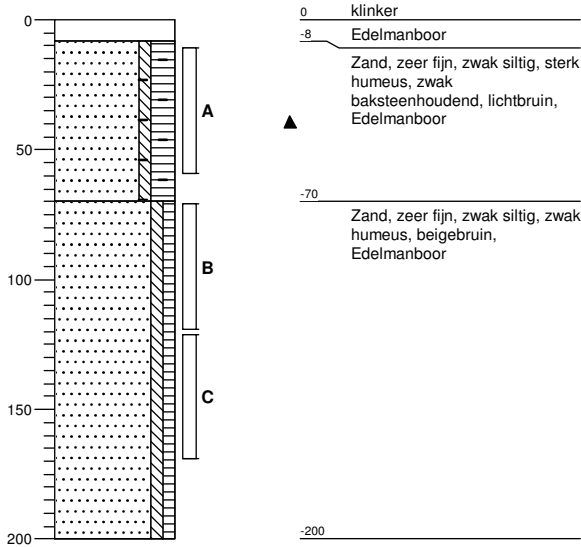 0
50
100
150
200
A
B
C
0 klinker
-8 Edelmanboor
Zand, zeer fijn, zwak siltig, sterk
humeus, zwak
baksteenhoudend, lichtbruin,
Edelmanboor
-70
Zand, zeer fijn, zwak siltig, zwak
humeus, beigebruin,
Edelmanboor
-200